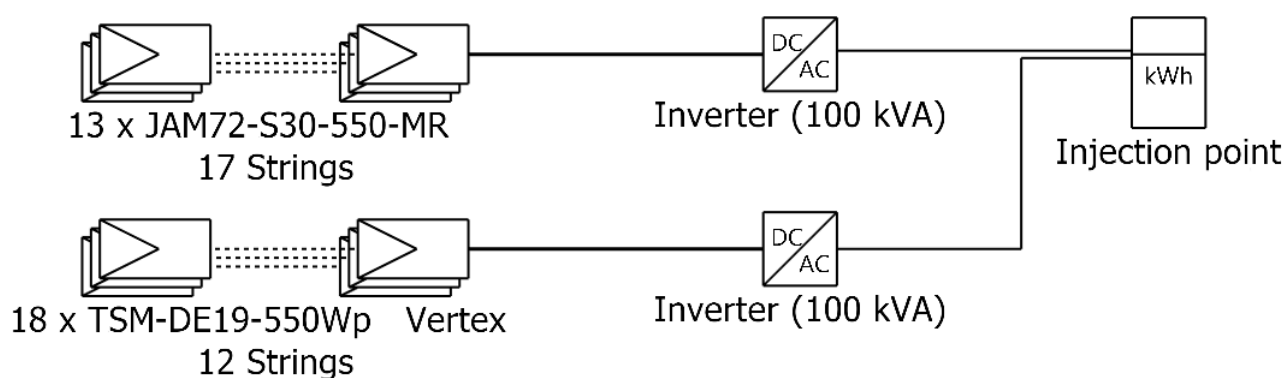 DC
AC
kWh
13 x JAM72-S30-550-MR
17 Strings
Inverter (100 kVA)
Injection point
DC
AC
18 x TSM-DE19-550Wp Vertex
12 Strings
Inverter (100 kVA)